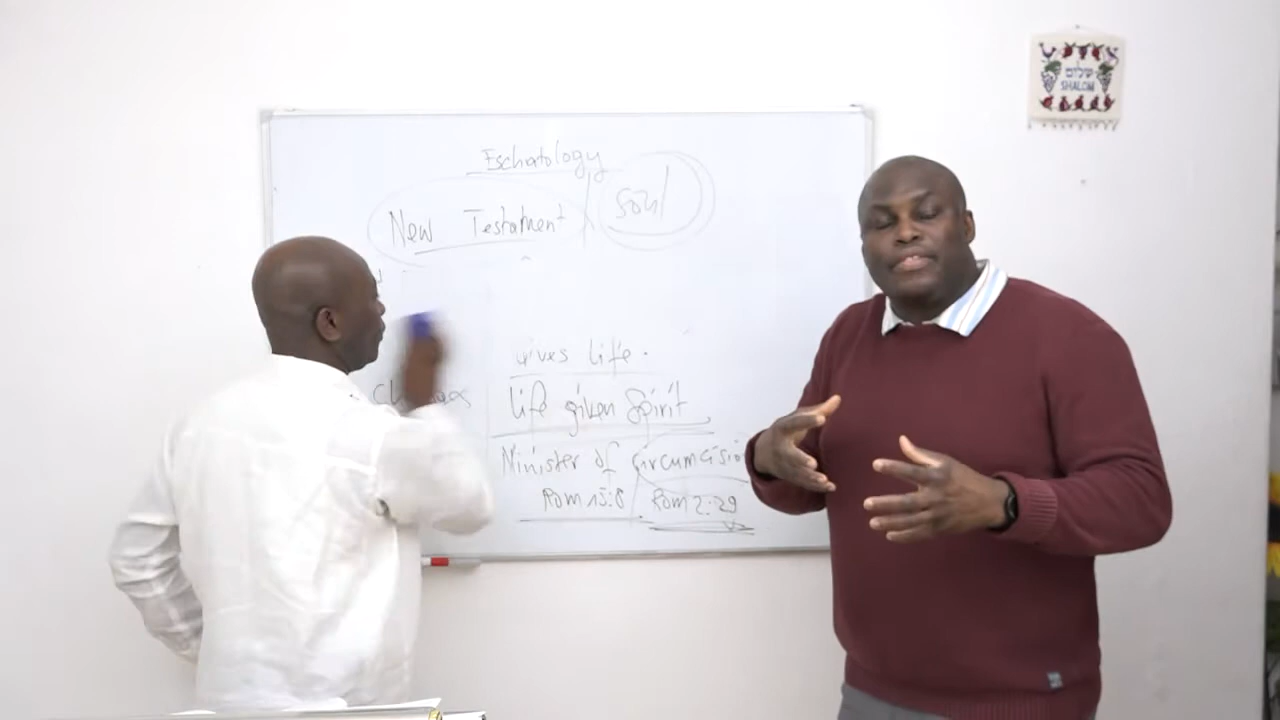 Eschatology
New Testament
soul
gives life.
life given Spirit
Minister of Circumcision
Rom 15:8
Rom 2:29
שלום
SHALOM